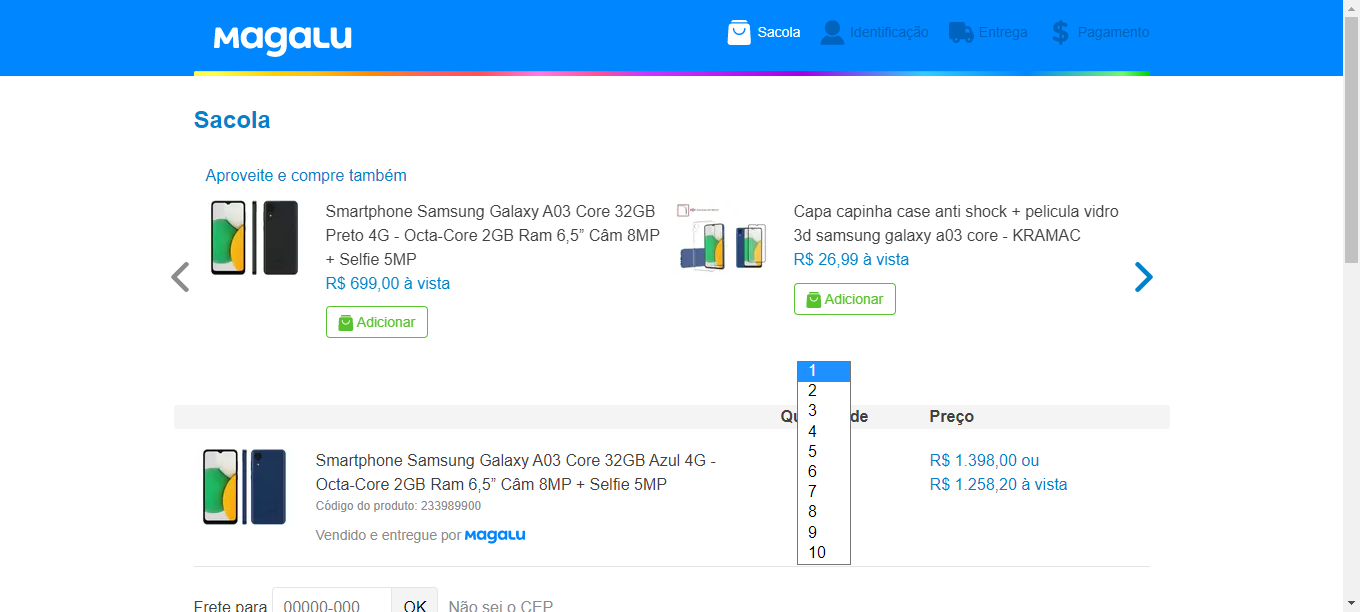 Magalu
Sacola
Identificação
Entrega
Pagamento
Sacola
Aproveite e compre também
Smartphone Samsung Galaxy A03 Core 32GB
Preto 4G - Octa-Core 2GB Ram 6,5” Câm 8MP
+ Selfie 5MP
R$ 699,00 à vista
Adicionar
Capa capinha case anti shock + pelicula vidro
3d samsung galaxy a03 core - KRAMAC
R$ 26,99 à vista
Adicionar
Preço
1
2
3
4
5
6
7
8
9
10
Smartphone Samsung Galaxy A03 Core 32GB Azul 4G -
Octa-Core 2GB Ram 6,5” Câm 8MP + Selfie 5MP
Código do produto: 233989900
Vendido e entregue por Magalu
R$ 1.398,00 ou
R$ 1.258,20 à vista
Frete para 00000-000 OK Não sei o CEP